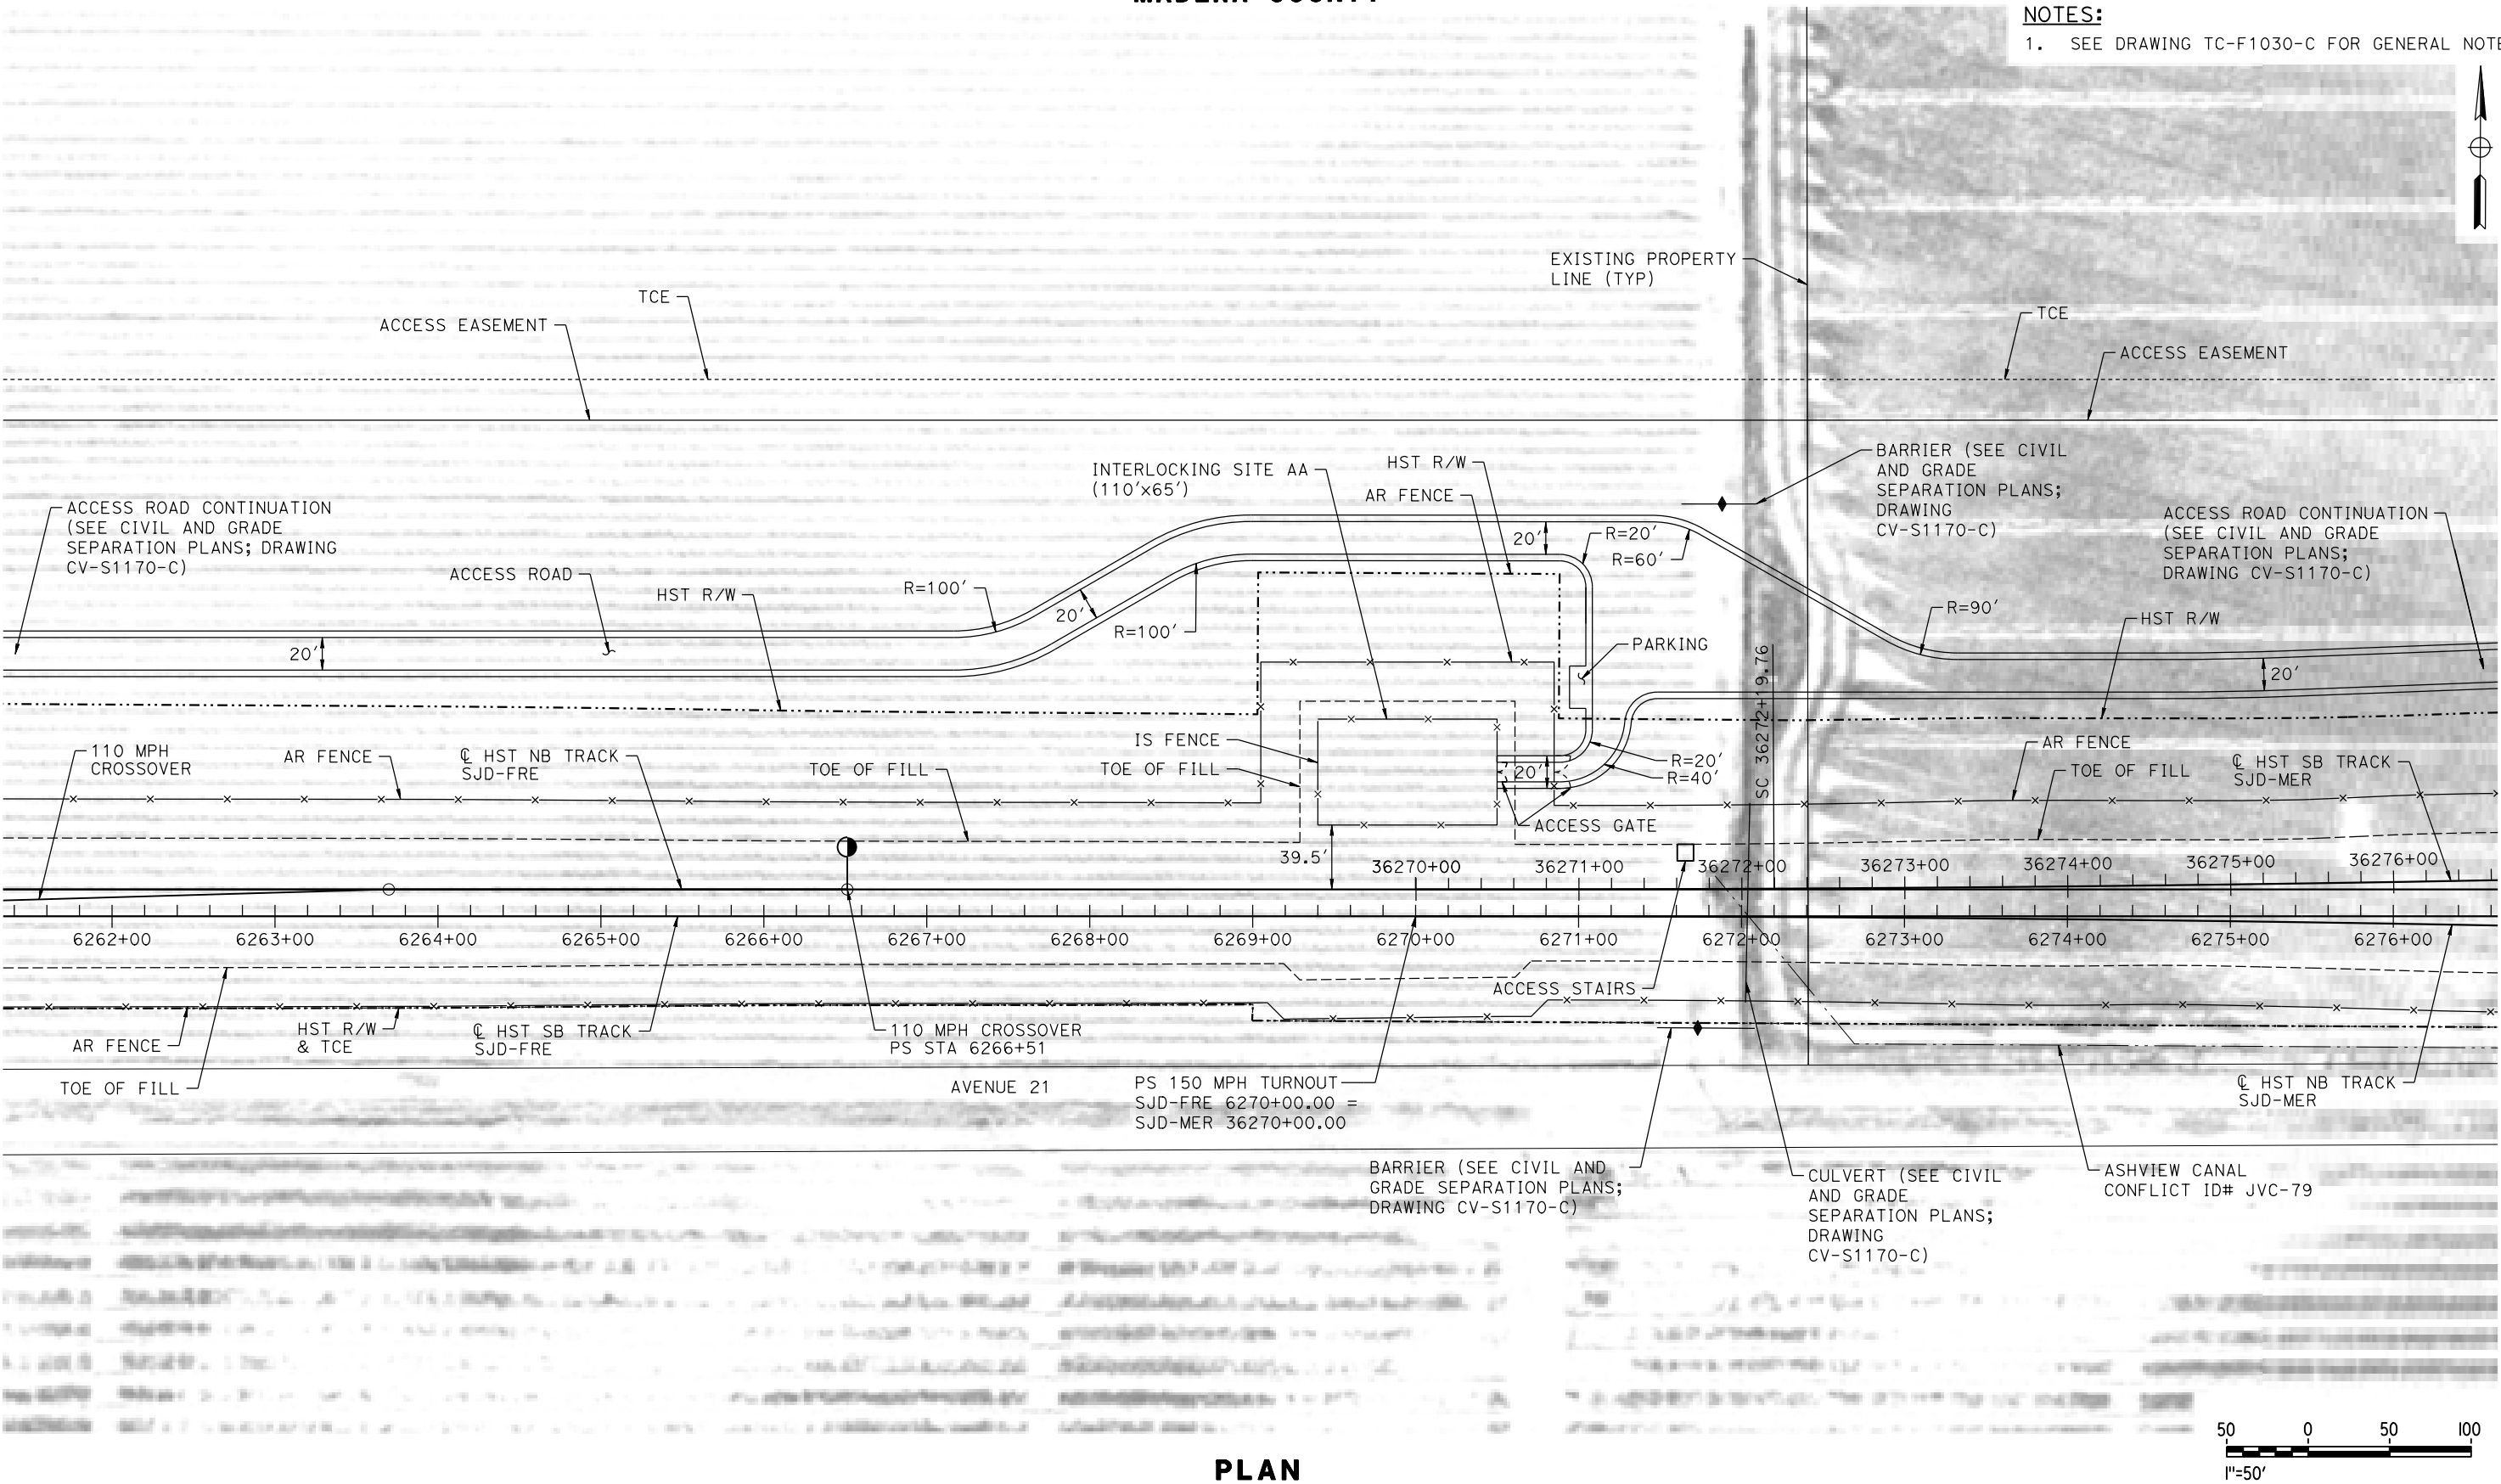 NOTES:
1. SEE DRAWING TC-F1030-C FOR GENERAL
EXISTING PROPERTY
LINE (TYP)
TCE
ACCESS EASEMENT
TCE
ACCESS EASEMENT
INTERLOCKING SITE AA
(110'x65')
HST R/W
AR FENCE
BARRIER (SEE CIVIL
AND GRADE
SEPARATION PLANS;
DRAWING
CV-S1170-C)
ACCESS ROAD CONTINUATION
(SEE CIVIL AND GRADE
SEPARATION PLANS; DRAWING
CV-S1170-C)
ACCESS ROAD CONTINUATION
(SEE CIVIL AND GRADE
SEPARATION PLANS;
DRAWING CV-S1170-C)
ACCESS ROAD
HST R/W
R=100'
20'
R=100'
20'
R=20'
R=60'
R=90'
HST R/W
20'
PARKING
20'
SC 36272+19.76
110 MPH
CROSSOVER
AR FENCE
℄ HST NB TRACK
SJD-FRE
TOE OF FILL
IS FENCE
TOE OF FILL
20'
R=20'
R=40'
AR FENCE
TOE OF FILL
℄ HST SB TRACK
SJD-MER
ACCESS GATE
39.5'
36270+00
36271+00
36272+00
36273+00
36274+00
36275+00
36276+00
6262+00
6263+00
6264+00
6265+00
6266+00
6267+00
6268+00
6269+00
6270+00
6271+00
6272+00
6273+00
6274+00
6275+00
6276+00
ACCESS STAIRS
AR FENCE
HST R/W
& TCE
℄ HST SB TRACK
SJD-FRE
110 MPH CROSSOVER
PS STA 6266+51
TOE OF FILL
AVENUE 21
PS 150 MPH TURNOUT
SJD-FRE 6270+00.00 =
SJD-MER 36270+00.00
℄ HST NB TRACK
SJD-MER
BARRIER (SEE CIVIL AND
GRADE SEPARATION PLANS;
DRAWING CV-S1170-C)
CULVERT (SEE CIVIL
AND GRADE
SEPARATION PLANS;
DRAWING
CV-S1170-C)
ASHVIEW CANAL
CONFLICT ID# JVC-79
50 0 50 100
1"=50'
PLAN